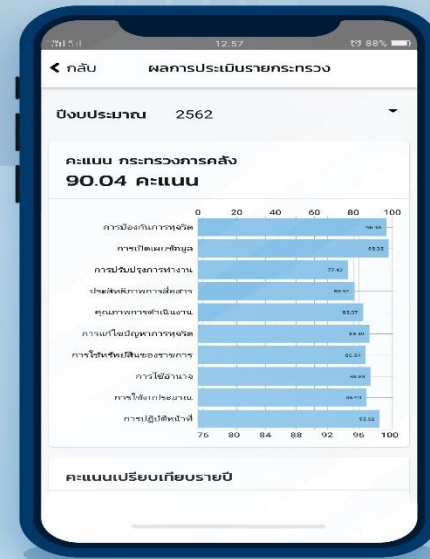 12:57
88%
กลับ
ผลการประเมินรายกระทรวง
ปีงบประมาณ 2562
คะแนน กระทรวงการคลัง
90.04 คะแนน
0 20 40 60 80 100
การป้องกันการทุจริต
การเปิดเผยข้อมูล
การปรับปรุงการทำงาน
ประสิทธิภาพการสื่อสาร
คุณภาพการดำเนินงาน
การแก้ไขปัญหาการทุจริต
การใช้ทรัพย์สินของราชการ
การใช้อำนาจ
การใช้งบประมาณ
การปฏิบัติหน้าที่ 93.62
76 80 84 88 92 96 100
คะแนนเปรียบเทียบรายปี